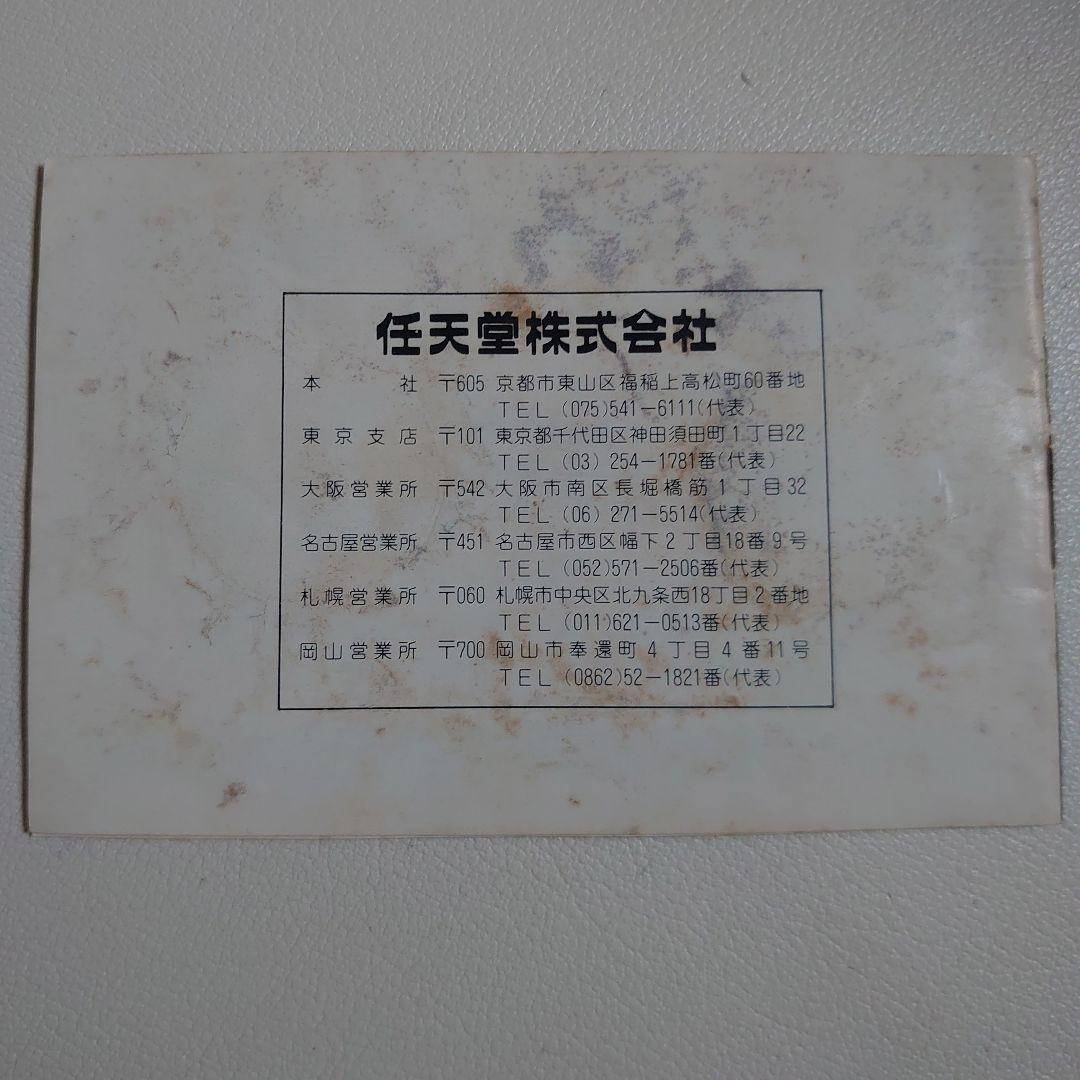 任天堂株式会社
本　　社 〒605 京都市東山区福稲上高松町60番地
TEL (075)541-6111(代表)
東京支店 〒101 東京都千代田区神田須田町1丁目22
TEL (03) 254-1781番(代表)
大阪営業所 〒542 大阪市南区長堀橋筋1丁目32
TEL (06) 271-5514(代表)
名古屋営業所 〒451 名古屋市西区幅下2丁目18番9号
TEL (052)571-2506番(代表)
札幌営業所 〒060 札幌市中央区北九条西18丁目2番地
TEL (011)621-0513番(代表)
岡山営業所 〒700 岡山市奉還町4丁目4番11号
TEL (0862)52-1821番(代表)